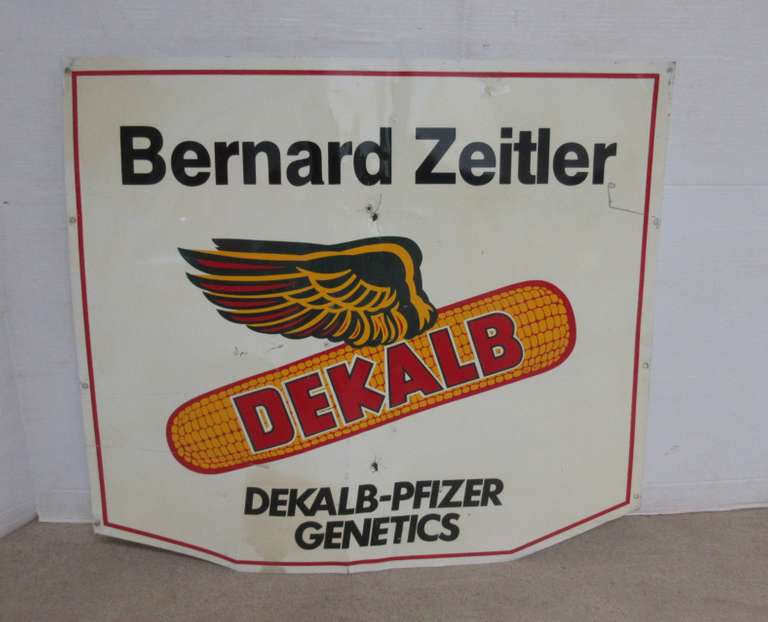 Bernard Zeitler
DEKALB
DEKALB-PFIZER
GENETICS